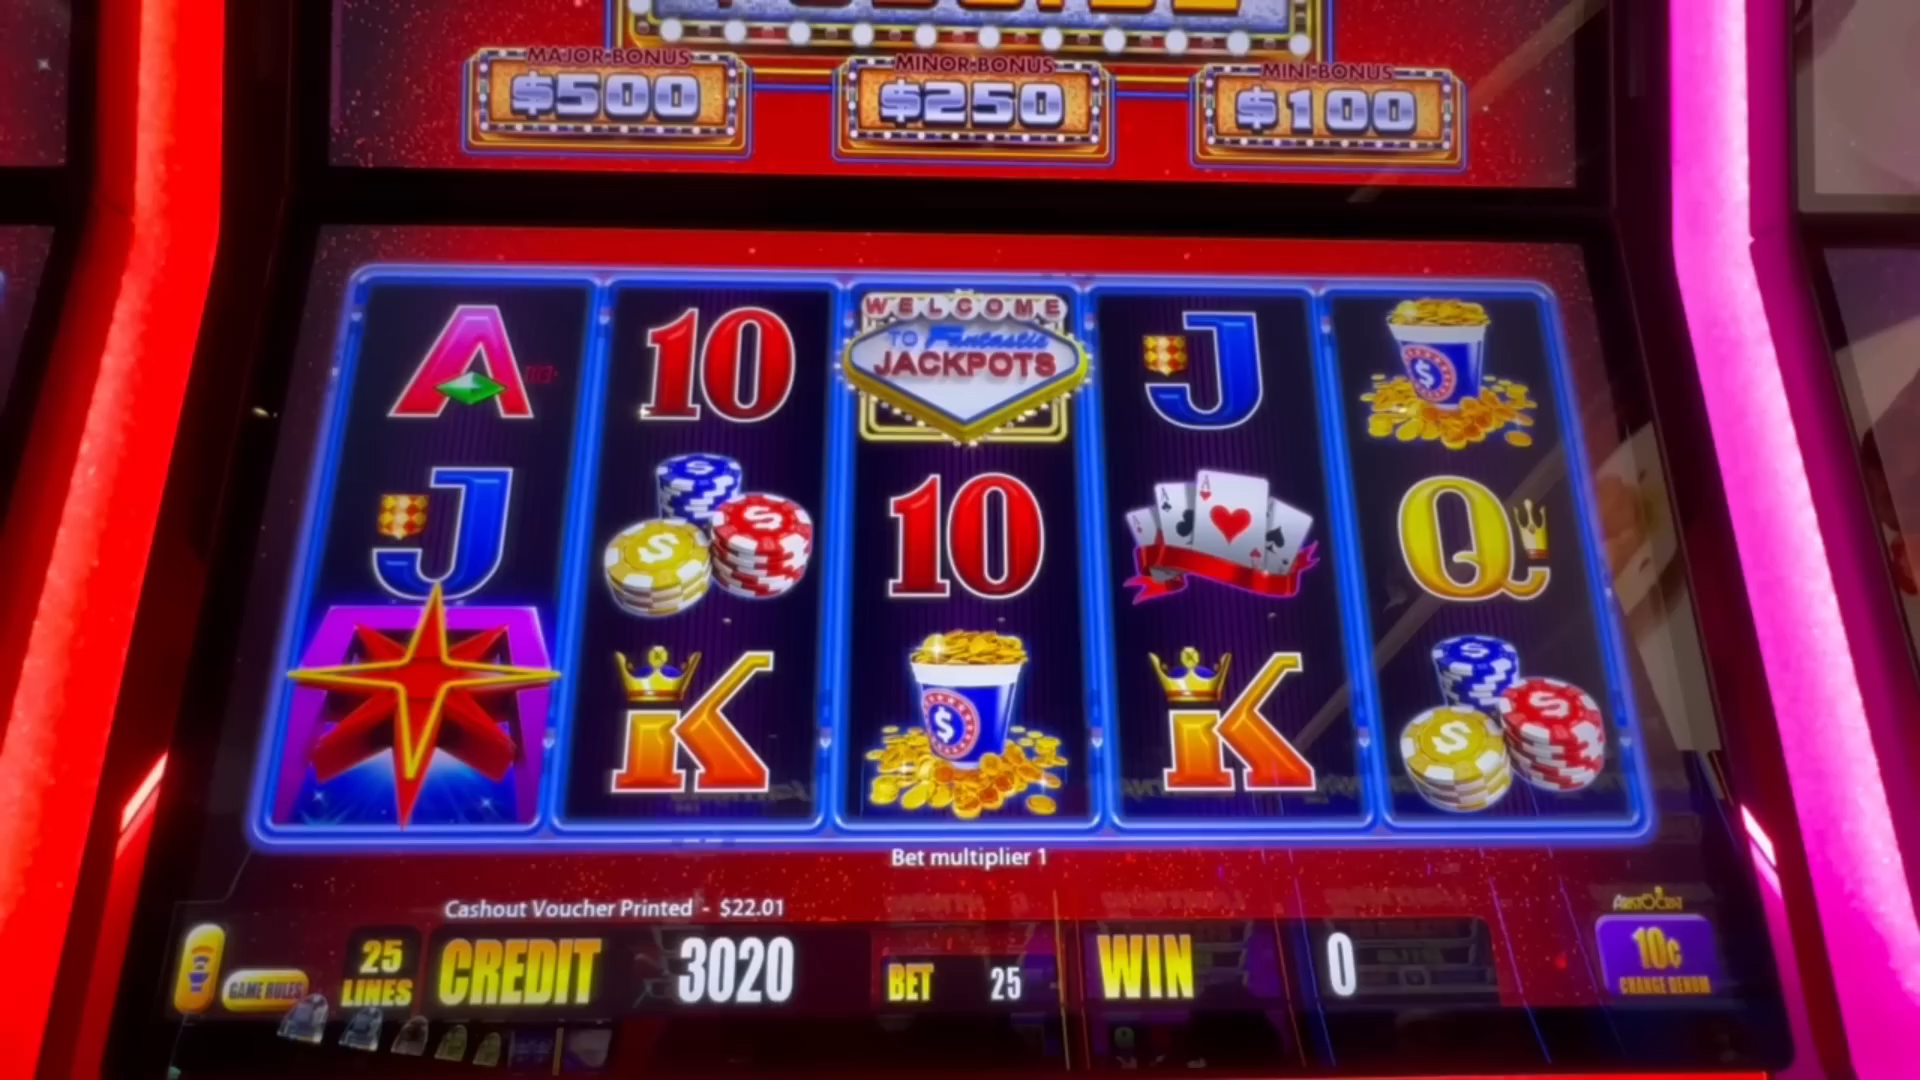 MAJOR BONUS
$500
MINOR BONUS
$250
MINI BONUS
$100
A
10
WELCOME
TO Fantastic
JACKPOTS
J
$
J
$
$
$
10
A
A
A
Q
K
$
K
$
$
$
Bet multiplier 1
Cashout Voucher Printed - $22.01
GAME RULES
25
LINES
CREDIT
3020
BET
25
WIN
0
ARISTOCRAT
10¢
CHANGE DENOM